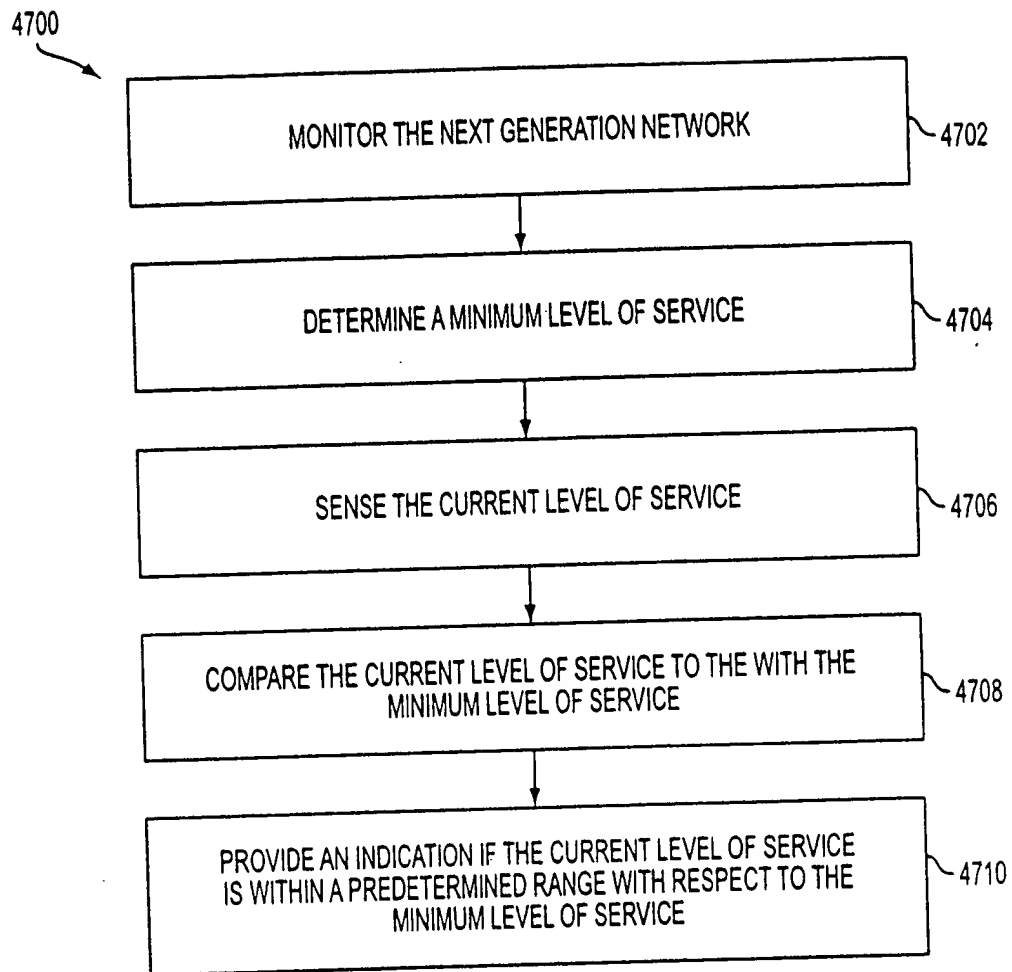 4700
MONITOR THE NEXT GENERATION NETWORK
4702
DETERMINE A MINIMUM LEVEL OF SERVICE
4704
SENSE THE CURRENT LEVEL OF SERVICE
4706
COMPARE THE CURRENT LEVEL OF SERVICE TO THE WITH THE
MINIMUM LEVEL OF SERVICE
4708
PROVIDE AN INDICATION IF THE CURRENT LEVEL OF SERVICE
IS WITHIN A PREDETERMINED RANGE WITH RESPECT TO THE
MINIMUM LEVEL OF SERVICE
4710